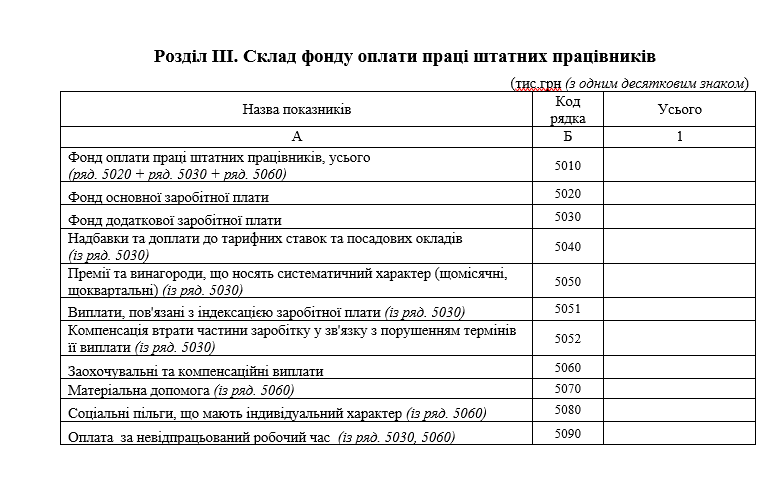 Розділ III. Склад фонду оплати праці штатних працівників
(тис.грн (з одним десятковим знаком)
Назва показників
Код
рядка
Усього
А
Б
1
Фонд оплати праці штатних працівників, усього
(ряд. 5020 + ряд. 5030 + ряд. 5060)
5010
Фонд основної заробітної плати
5020
Фонд додаткової заробітної плати
5030
Надбавки та доплати до тарифних ставок та посадових окладів
(із ряд. 5030)
5040
Премії та винагороди, що носять систематичний характер (щомісячні,
щоквартальні) (із ряд. 5030)
5050
Виплати, пов'язані з індексацією заробітної плати (із ряд. 5030)
5051
Компенсація втрати частини заробітку у зв'язку з порушенням термінів
її виплати (із ряд. 5030)
5052
Заохочувальні та компенсаційні виплати
5060
Матеріальна допомога (із ряд. 5060)
5070
Соціальні пільги, що мають індивідуальний характер (із ряд. 5060)
5080
Оплата за невідпрацьований робочий час (із ряд. 5030, 5060)
5090